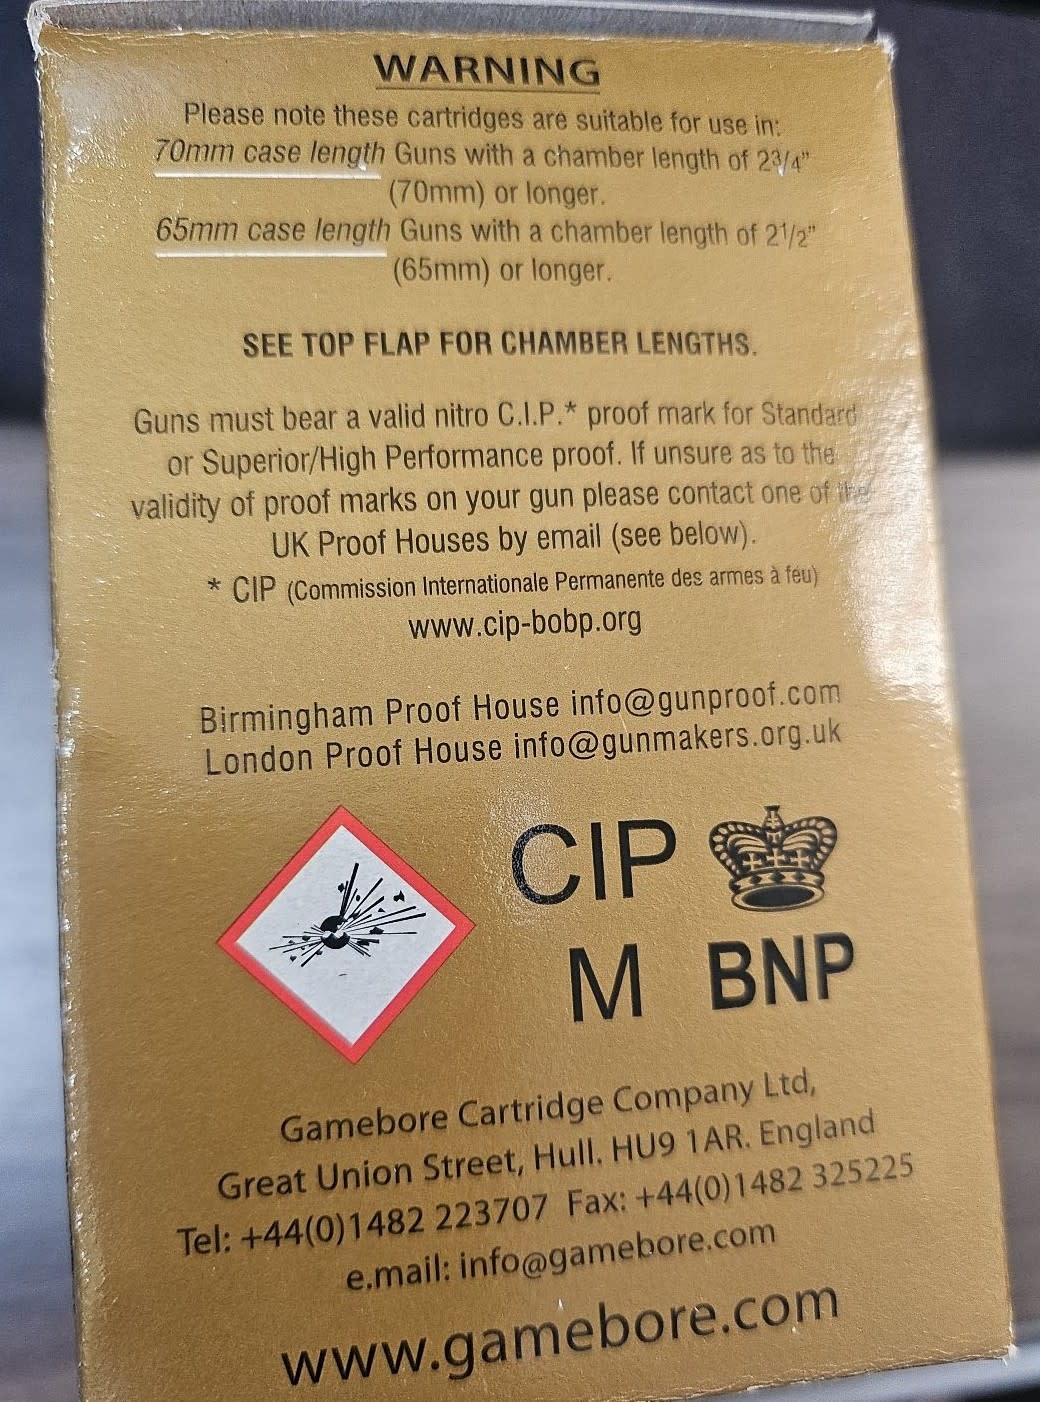 WARNING
Please note these cartridges are suitable for use in:
70mm case length Guns with a chamber length of 2¾"
(70mm) or longer.
65mm case length Guns with a chamber length of 2½"
(65mm) or longer.
SEE TOP FLAP FOR CHAMBER LENGTHS.
Guns must bear a valid nitro C.I.P.* proof mark for Standard
or Superior/High Performance proof. If unsure as to the
validity of proof marks on your gun please contact one of the
UK Proof Houses by email (see below).
* CIP (Commission Internationale Permanente des armes à feu)
www.cip-bobp.org
Birmingham Proof House info@gunproof.com
London Proof House info@gunmakers.org.uk
CIP
M BNP
Gamebore Cartridge Company Ltd,
Great Union Street, Hull. HU9 1AR. England
Tel: +44(0)1482 223707 Fax: +44(0)1482 325225
e.mail: info@gamebore.com
www.gamebore.com